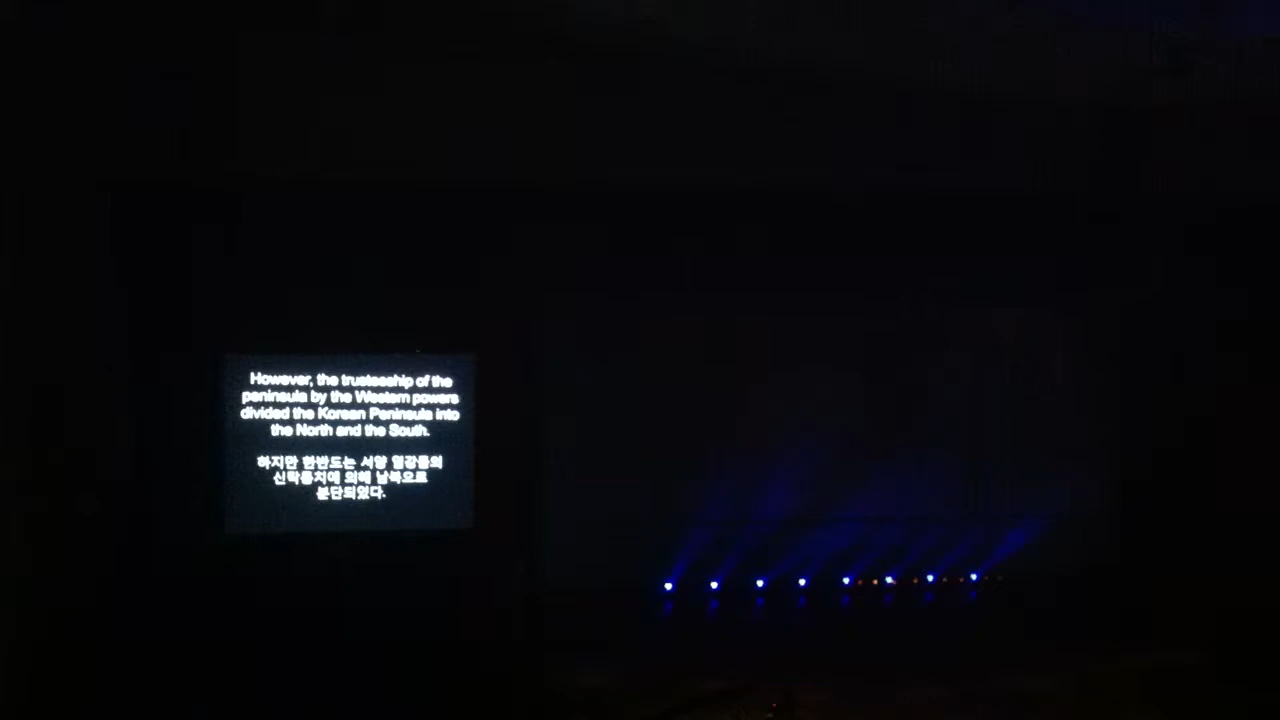 However, the trusteeship of the
peninsula by the Western powers
divided the Korean Peninsula into
the North and the South.
하지만 한반도는 서양 열강들의
신탁통치에 의해 남북으로
분단되었다.